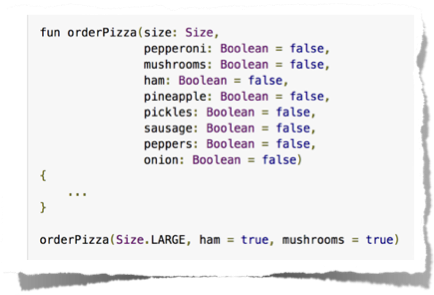 fun orderPizza(size: Size,
pepperoni: Boolean = false,
mushrooms: Boolean = false,
ham: Boolean = false,
pineapple: Boolean = false,
pickles: Boolean = false,
sausage: Boolean = false,
peppers: Boolean = false,
onion: Boolean = false)
{
...
}
orderPizza(Size.LARGE, ham = true, mushrooms = true)